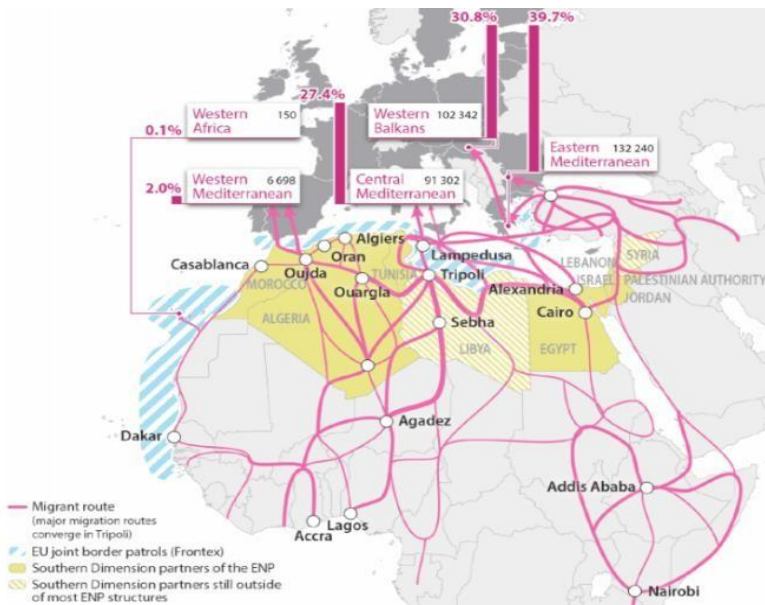 30.8%
39.7%
27.4%
Western
Africa
150
Western
Balkans
102 342
0.1%
Eastern
Mediterranean
132 240
2.0%
Western
Mediterranean
6 698
Central
Mediterranean
91 302
Algiers
Oran
Lampedusa
Casablanca
Oujda
TUNISIA
Tripoli
LEBANON
SYRIA
MOROCCO
Ouargla
Alexandria
ISRAEL
PALESTINIAN AUTHORITY
JORDAN
ALGERIA
Sebha
Cairo
LIBYA
EGYPT
Dakar
Agadez
Addis Ababa
Lagos
Accra
Nairobi
Migrant route
(major migration routes
converge in Tripoli)
EU joint border patrols (Frontex)
Southern Dimension partners of the ENP
Southern Dimension partners still outside
of most ENP structures